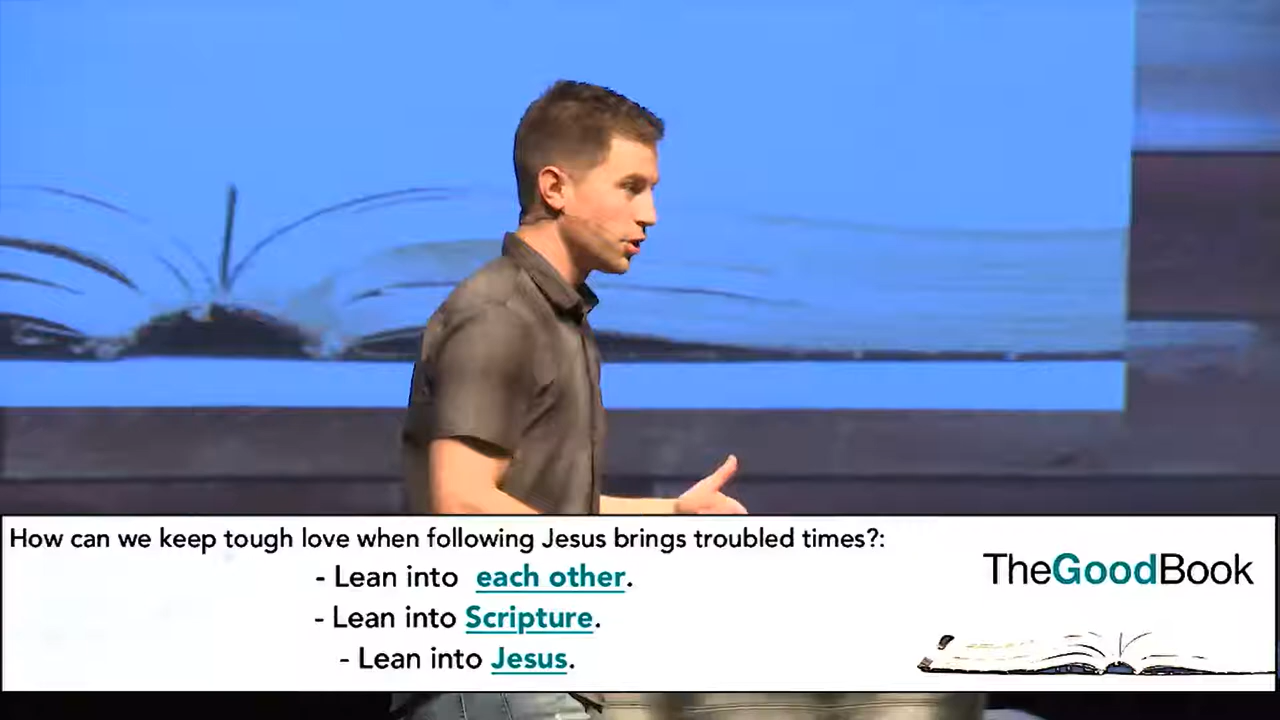 How can we keep tough love when following Jesus brings troubled times?:
- Lean into each other.
- Lean into Scripture.
- Lean into Jesus.
TheGoodBook